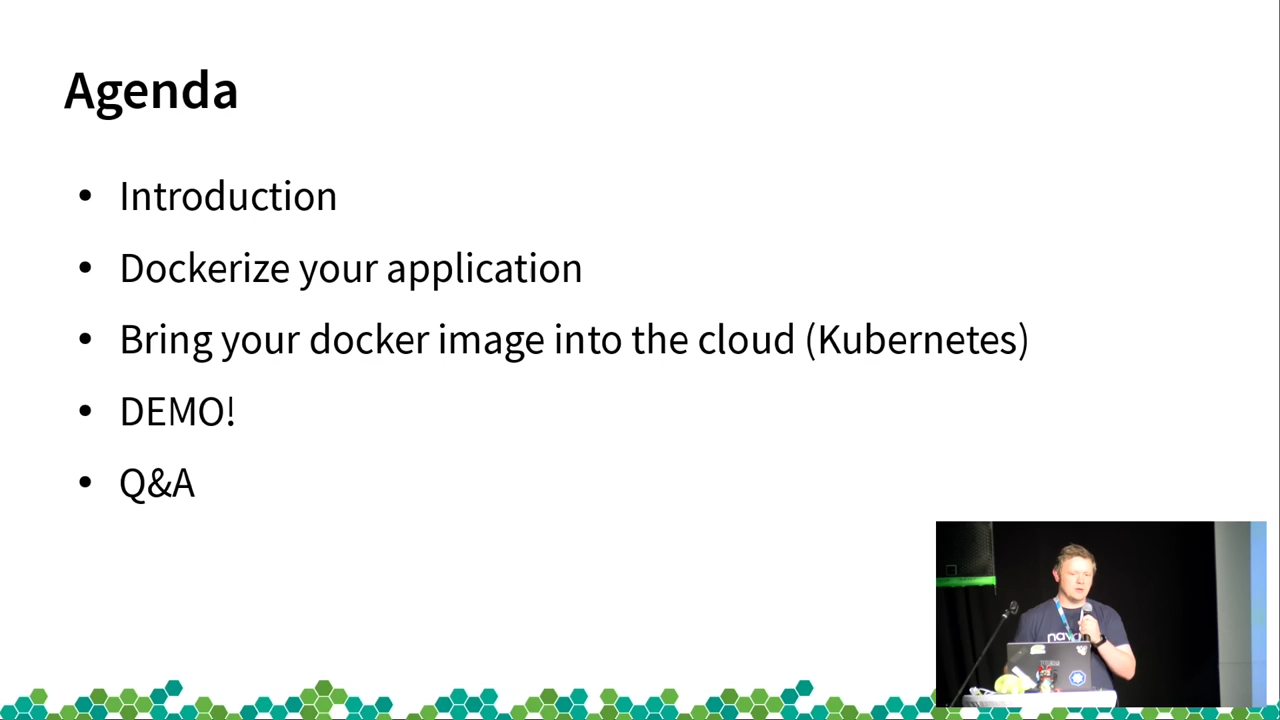 Agenda
• Introduction
• Dockerize your application
• Bring your docker image into the cloud (Kubernetes)
• DEMO!
• Q&A